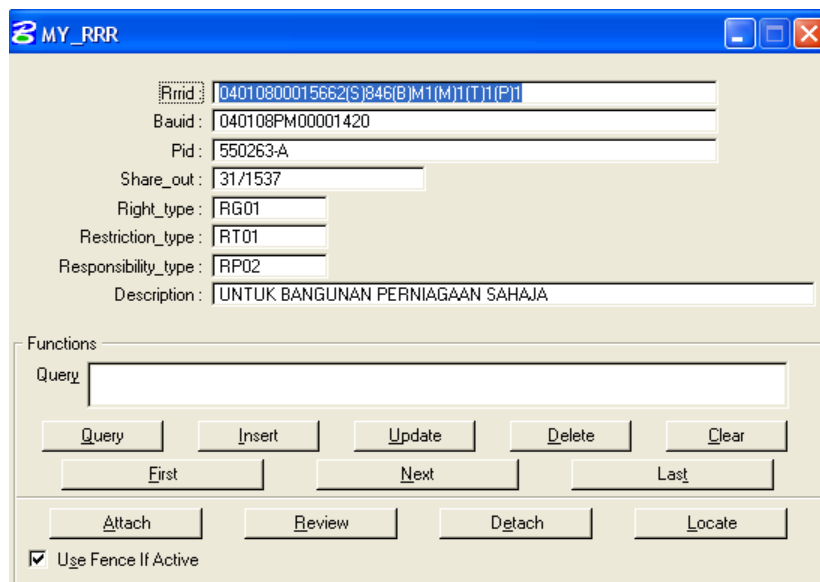 MY_RRR
Rrrid : 04010800015662(S)846(B)M1(M)1(T)1(P)1
Bauid : 040108PM00001420
Pid : 550263-A
Share_out : 31/1537
Right_type : RG01
Restriction_type : RT01
Responsibility_type : RP02
Description : UNTUK BANGUNAN PERNIAGAAN SAHAJA
Functions
Query
Query Insert Update Delete Clear
First Next Last
Attach Review Detach Locate
Use Fence If Active